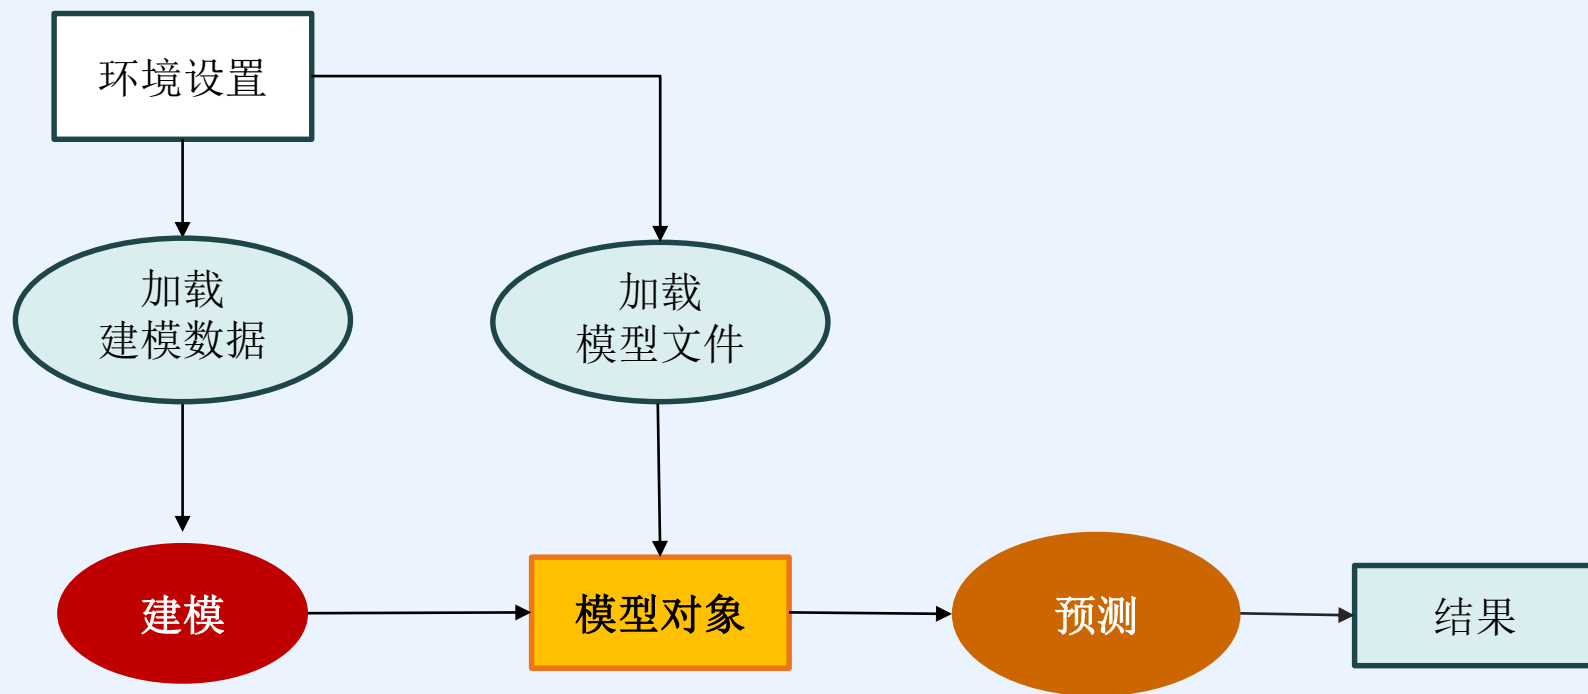 环境设置
加载
建模数据
加载
模型文件
建模
模型对象
预测
结果